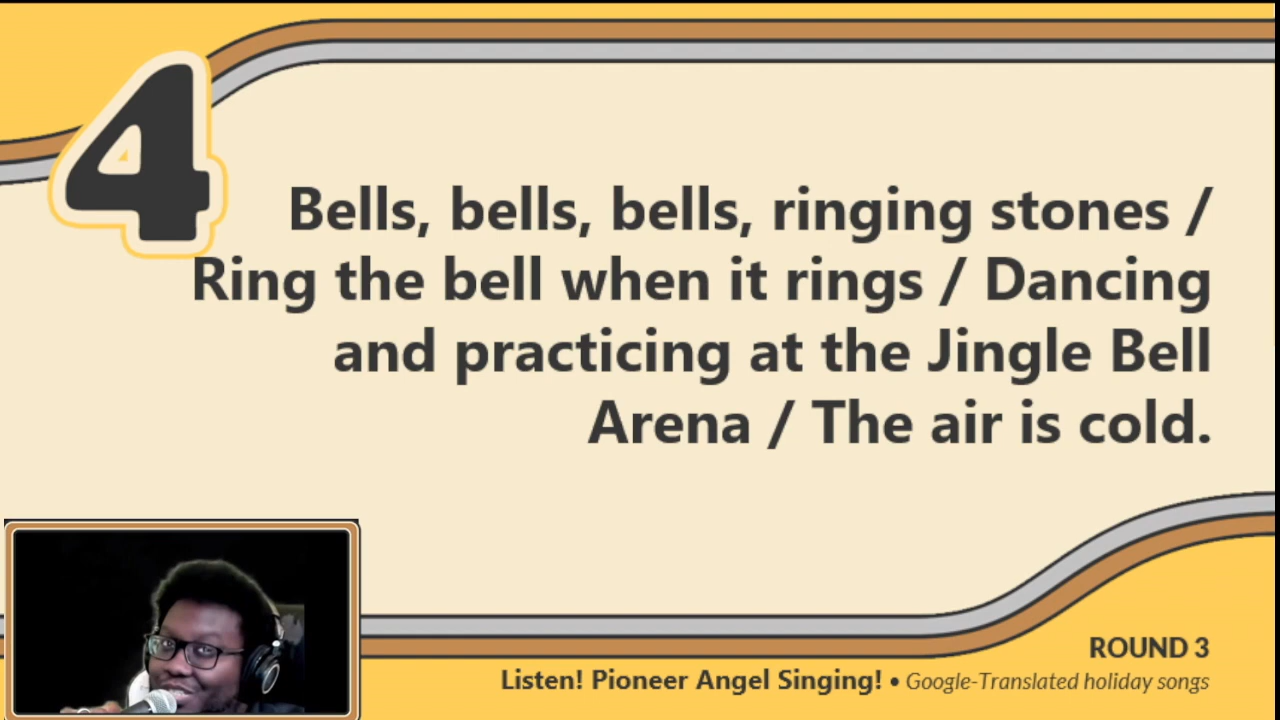 4
Bells, bells, bells, ringing stones /
Ring the bell when it rings / Dancing
and practicing at the Jingle Bell
Arena / The air is cold.
ROUND 3
Listen! Pioneer Angel Singing! • Google-Translated holiday songs